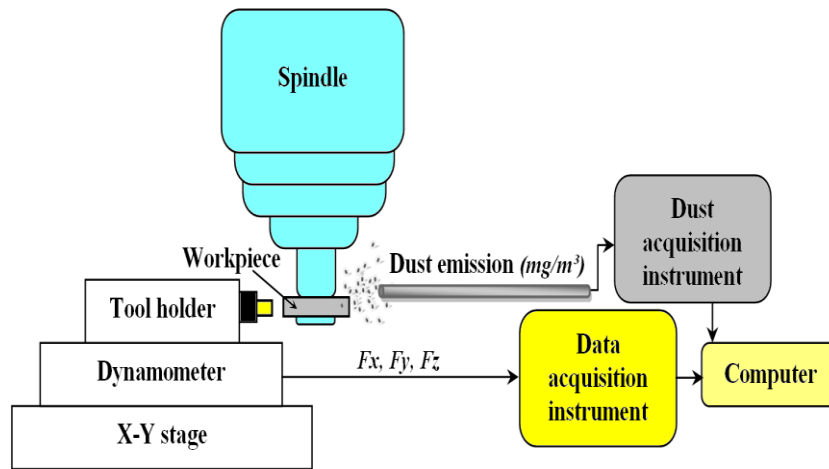 Spindle
Workpiece
Dust emission (mg/m³)
Dust
acquisition
instrument
Tool holder
Dynamometer
Fx, Fy, Fz
Data
acquisition
instrument
Computer
X-Y stage